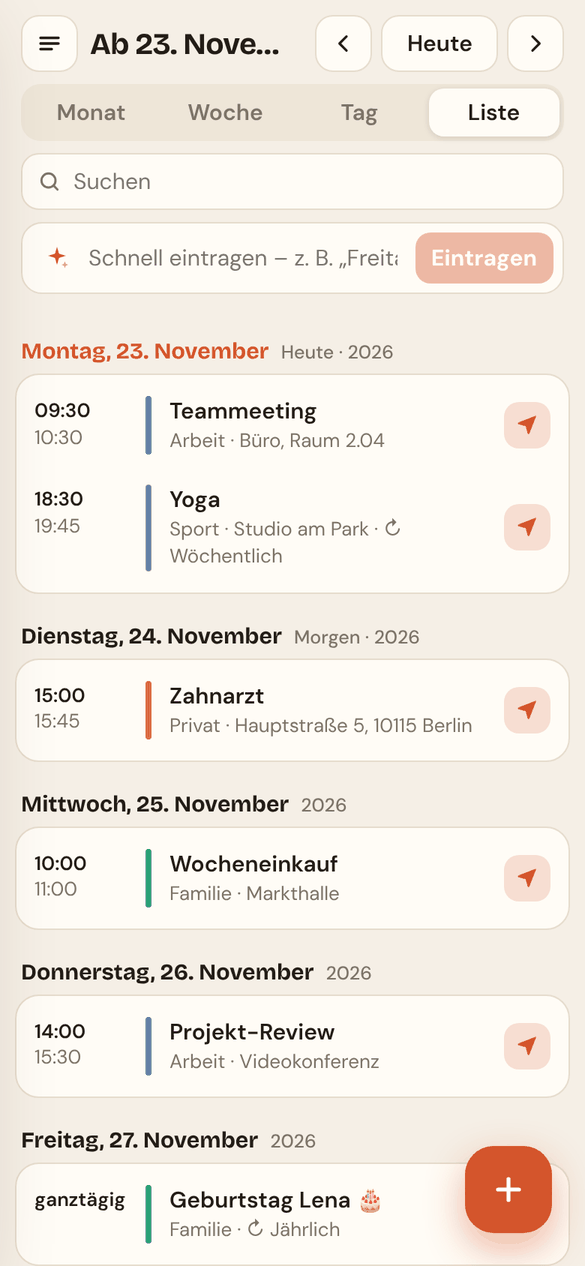 Ab 23. Nove...
Heute
Monat
Woche
Tag
Liste
Suchen
Schnell eintragen – z. B. „Freita
Eintragen
Montag, 23. November Heute · 2026
09:30 Teammeeting
10:30 Arbeit · Büro, Raum 2.04
18:30 Yoga
19:45 Sport · Studio am Park · ↻
Wöchentlich
Dienstag, 24. November Morgen · 2026
15:00 Zahnarzt
15:45 Privat · Hauptstraße 5, 10115 Berlin
Mittwoch, 25. November 2026
10:00 Wocheneinkauf
11:00 Familie · Markthalle
Donnerstag, 26. November 2026
14:00 Projekt-Review
15:30 Arbeit · Videokonferenz
Freitag, 27. November 2026
ganztägig Geburtstag Lena 🎂
Familie · ↻ Jährlich